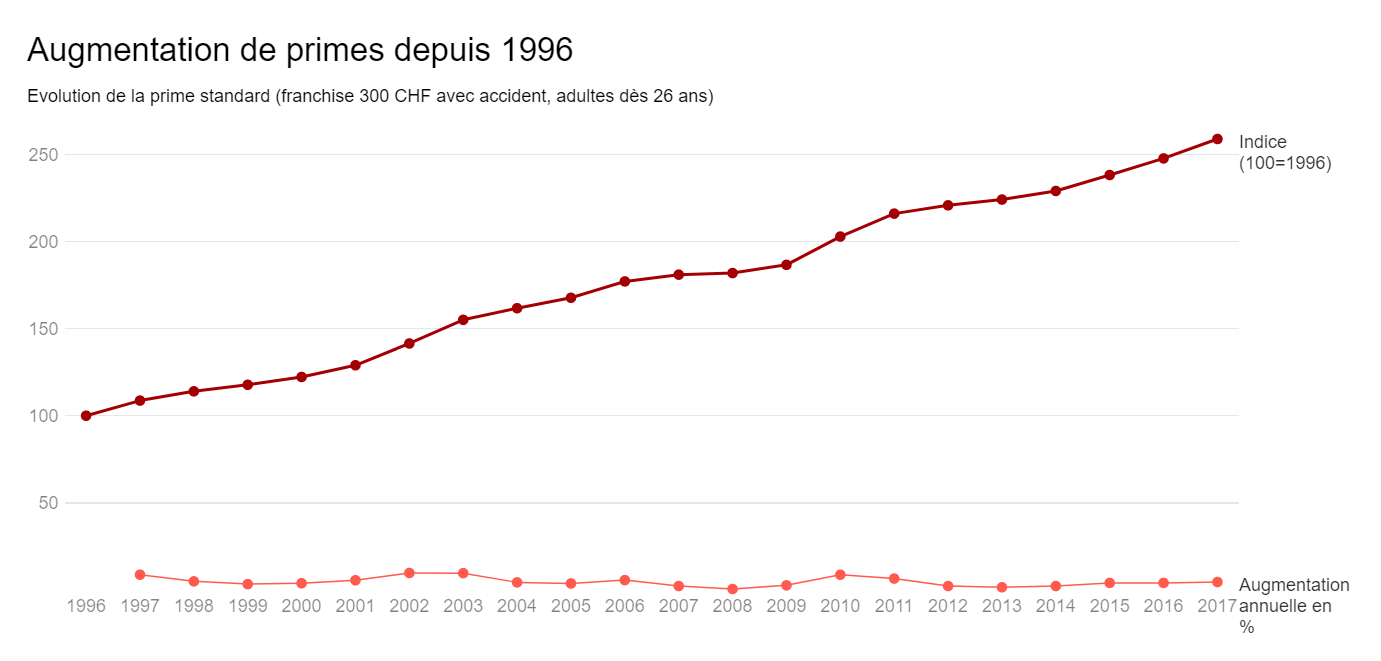 Augmentation de primes depuis 1996
Evolution de la prime standard (franchise 300 CHF avec accident, adultes dès 26 ans)
250
200
150
100
50
Indice
(100=1996)
Augmentation
annuelle en
%
1996 1997 1998 1999 2000 2001 2002 2003 2004 2005 2006 2007 2008 2009 2010 2011 2012 2013 2014 2015 2016 2017